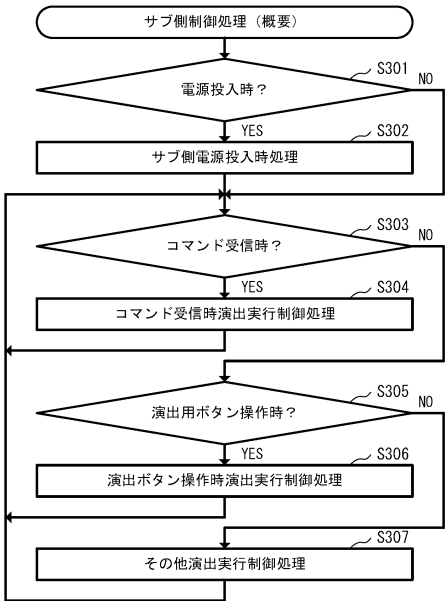 サブ側制御処理（概要）
S301
電源投入時？
NO
YES
S302
サブ側電源投入時処理
S303
コマンド受信時？
NO
YES
S304
コマンド受信時演出実行制御処理
S305
演出用ボタン操作時？
NO
YES
S306
演出ボタン操作時演出実行制御処理
S307
その他演出実行制御処理